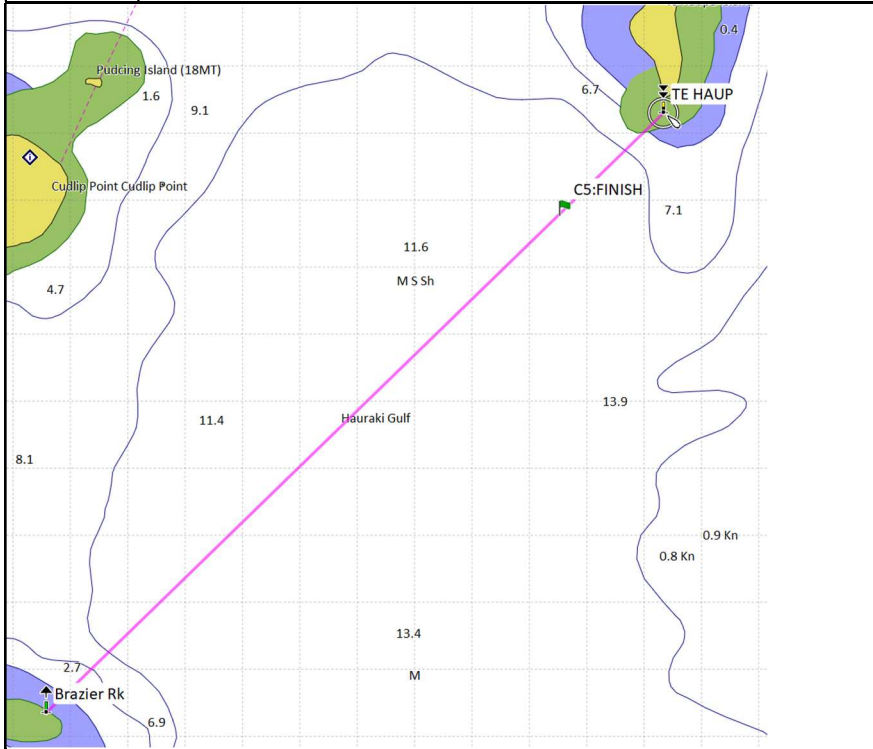 0.4
Pudcing Island (18MT)
1.6
9.1
6.7
TE HAUP
Cudlip Point Cudlip Point
C5:FINISH
7.1
11.6
M S Sh
4.7
13.9
11.4
Hauraki Gulf
8.1
0.9 Kn
0.8 Kn
13.4
M
2.7
Brazier Rk
6.9